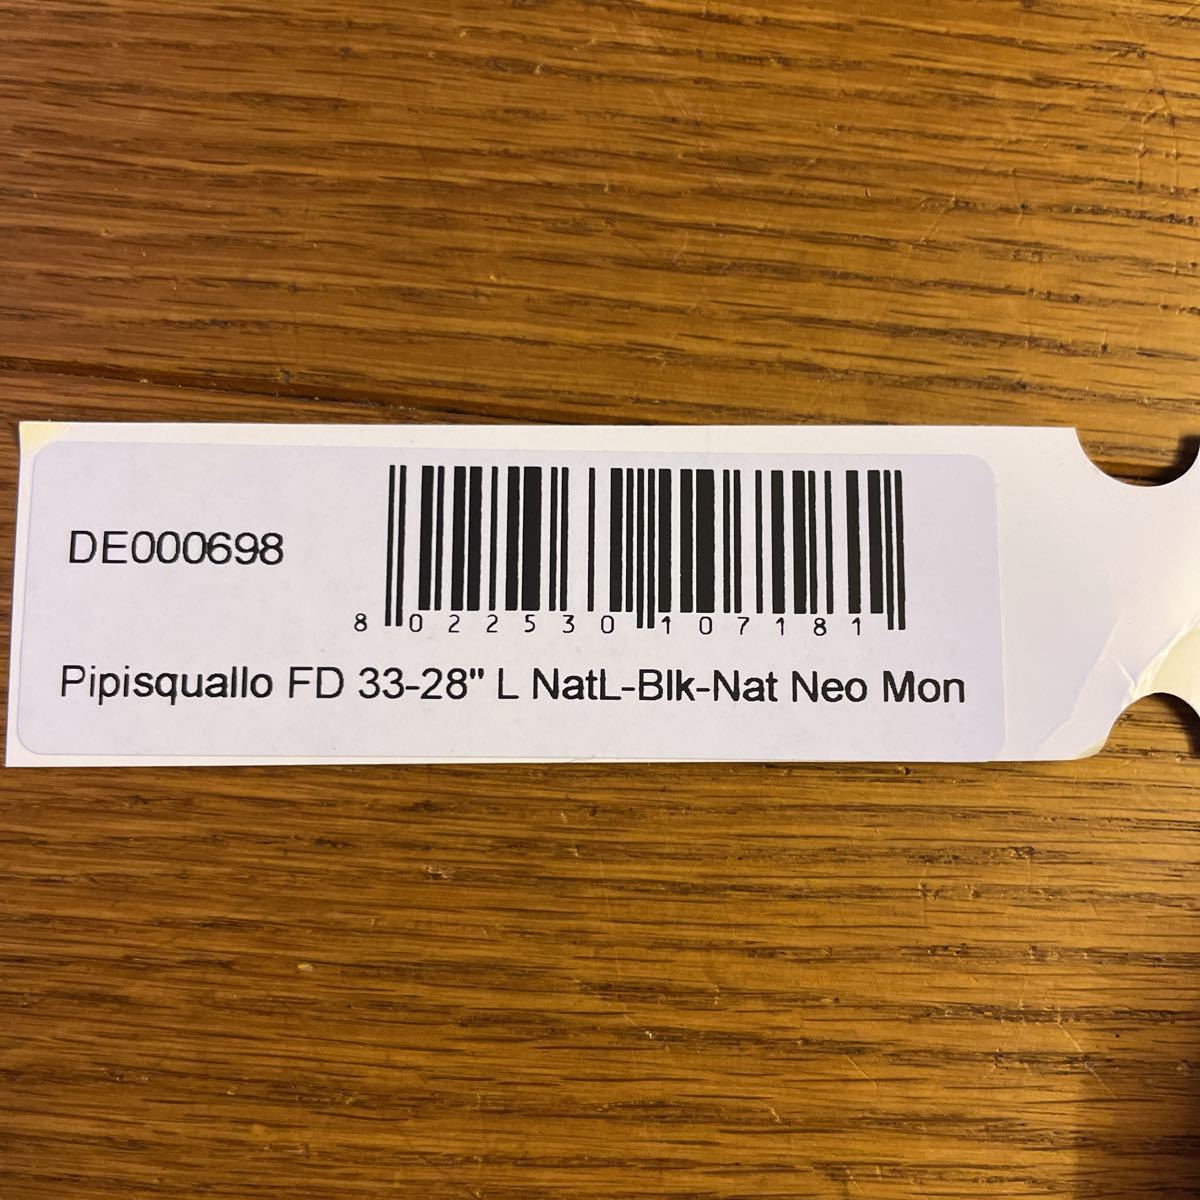 DE000698
8 022530 107181
Pipisquallo FD 33-28" L NatL-Blk-Nat Neo Mon